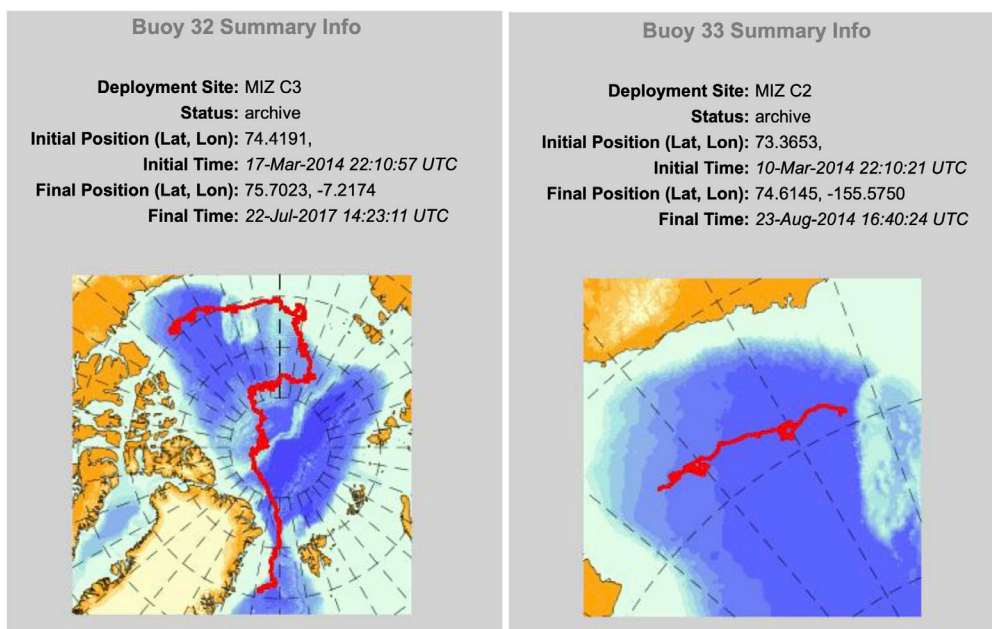 Buoy 32 Summary Info
Deployment Site: MIZ C3
Status: archive
Initial Position (Lat, Lon): 74.4191,
Initial Time: 17-Mar-2014 22:10:57 UTC
Final Position (Lat, Lon): 75.7023, -7.2174
Final Time: 22-Jul-2017 14:23:11 UTC
Buoy 33 Summary Info
Deployment Site: MIZ C2
Status: archive
Initial Position (Lat, Lon): 73.3653,
Initial Time: 10-Mar-2014 22:10:21 UTC
Final Position (Lat, Lon): 74.6145, -155.5750
Final Time: 23-Aug-2014 16:40:24 UTC